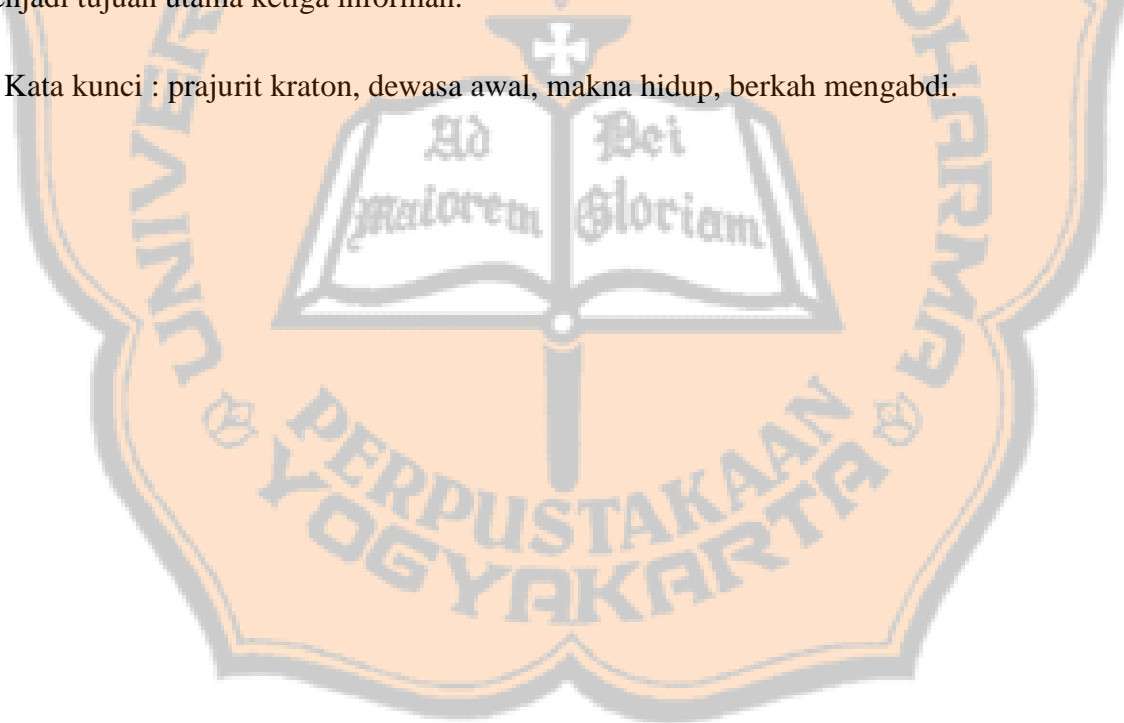 enjadi tujuan utama ketiga informan.
Kata kunci : prajurit kraton, dewasa awal, makna hidup, berkah mengabdi.
Ad Dei
maiorem Gloriam
PERPUSTAKAAN
YOGYAKARTA